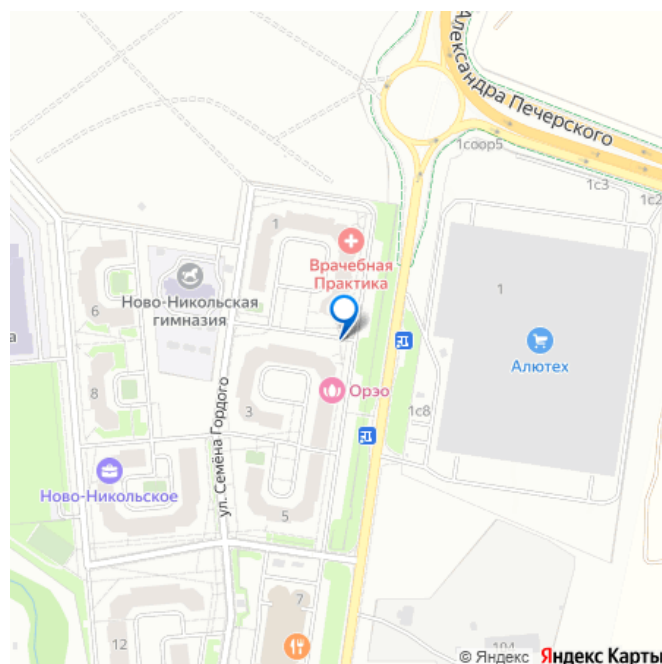 Александра Печерского
1соор5
1с3
1с2
1
Врачебная
Практика
Ново-Никольская
гимназия
6
1
Алютех
а
8
3
Орэо
1с8
ул. Семёна Гордого
Ново-Никольское
5
7
12
© Яндекс Яндекс Карты